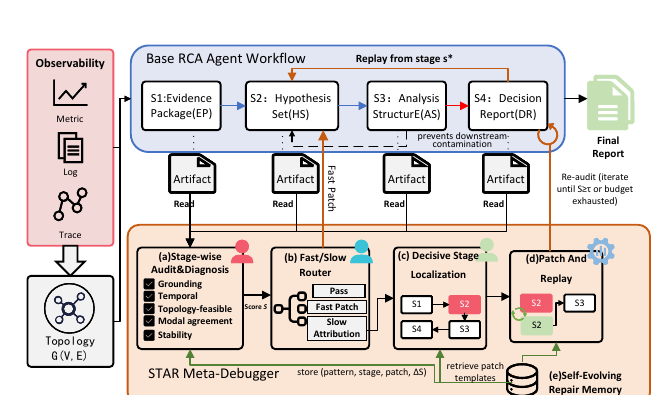 Observability
Metric
Log
Trace
Topology
G(V, E)
Base RCA Agent Workflow
Replay from stage s*
S1:Evidence
Package(EP)
S2: Hypothesis
Set(HS)
S3: Analysis
StructurE(AS)
S4: Decision
Report(DR)
prevents downstream
contamination
Final
Report
Artifact
Artifact
Artifact
Artifact
Read
Read
Read
Read
Fast Patch
Re-audit (iterate
until S≥τ or budget
exhausted)
(a)Stage-wise
Audit&Diagnosis
Grounding
Temporal
Topology-feasible
Modal agreement
Stability
Score S
(b) Fast/Slow
Router
Pass
Fast Patch
Slow
Attribution
(c) Decisive Stage
Localization
S1
S2
S4
S3
(d)Patch And
Replay
S2
S3
S2
STAR Meta-Debugger
store (pattern, stage, patch, ΔS)
retrieve patch
templates
(e)Self-Evolving
Repair Memory